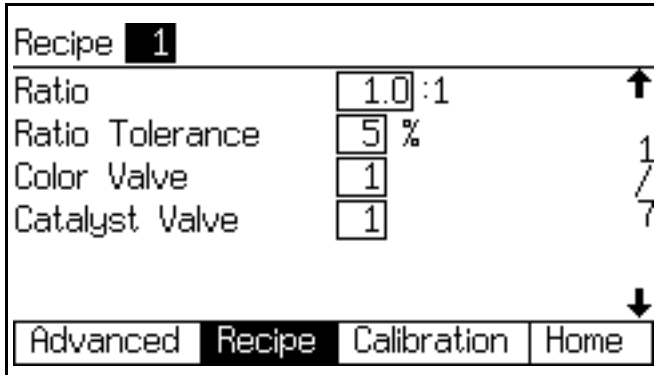 Recipe 1
Ratio 1.0 :1
Ratio Tolerance 5 %
Color Valve 1
Catalyst Valve 1
1
/
7
Advanced Recipe Calibration Home